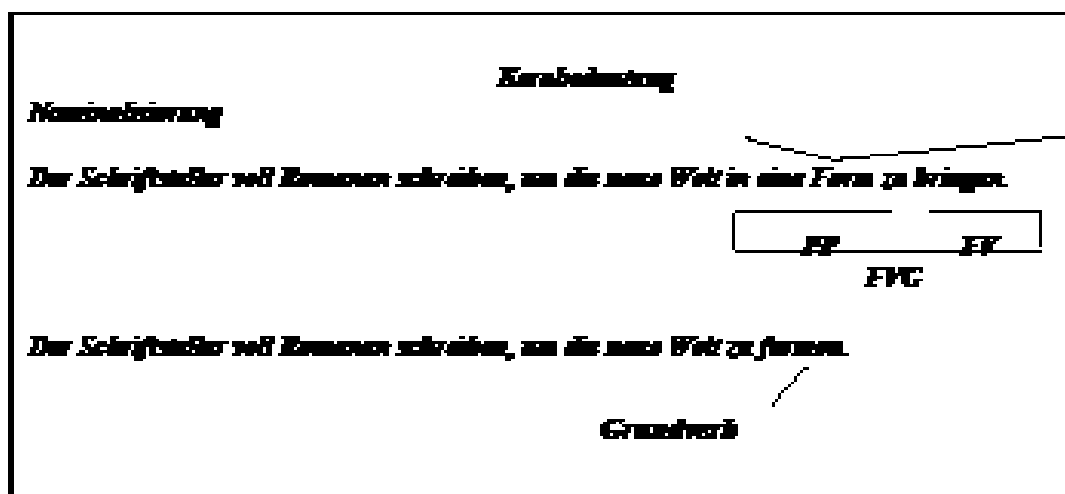 Kernbedeutung
Nominalisierung
Der Schriftsteller soll Romanen schreiben, um die neue Welt in eine Form zu bringen.
PP FV
FVG
Der Schriftsteller soll Romanen schreiben, um die neue Welt zu formen.
Grundverb